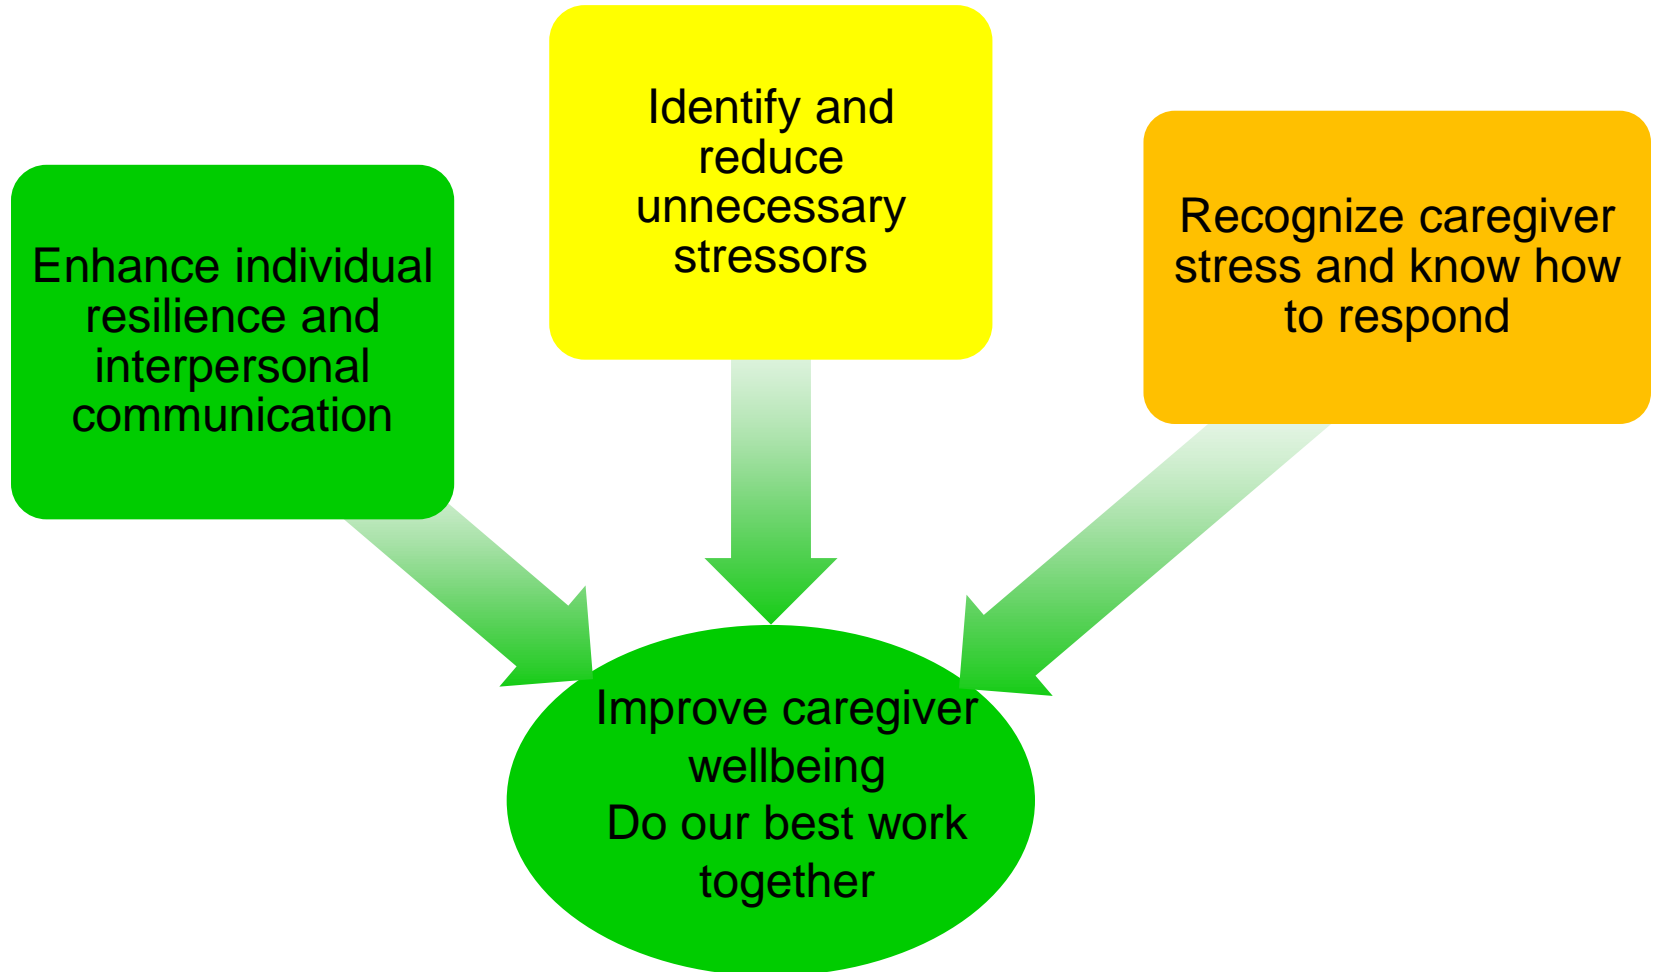 Enhance individual
resilience and
interpersonal
communication
Identify and
reduce
unnecessary
stressors
Recognize caregiver
stress and know how
to respond
Improve caregiver
wellbeing
Do our best work
together